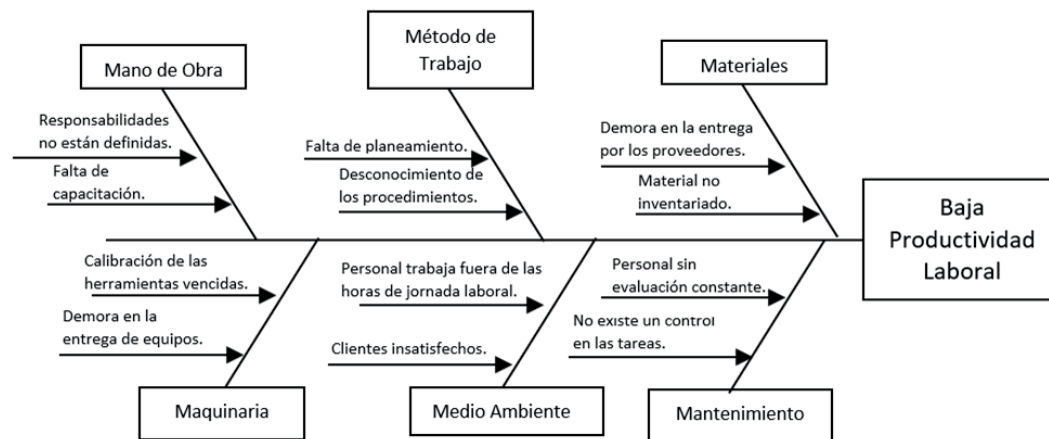 Mano de Obra
Método de
Trabajo
Materiales
Responsabilidades
no están definidas.
Falta de
capacitación.
Falta de planeamiento.
Desconocimiento de
los procedimientos.
Demora en la entrega
por los proveedores.
Material no
inventariado.
Baja
Productividad
Laboral
Calibración de las
herramientas vencidas.
Demora en la
entrega de equipos.
Personal trabaja fuera de las
horas de jornada laboral.
Clientes insatisfechos.
Personal sin
evaluación constante.
No existe un control
en las tareas.
Maquinaria
Medio Ambiente
Mantenimiento